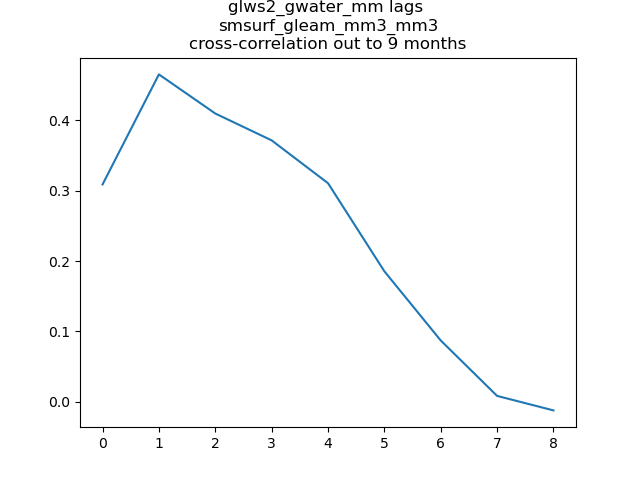 glws2_gwater_mm lags
smsurf_gleam_mm3_mm3
cross-correlation out to 9 months
0.4
0.3
0.2
0.1
0.0
0 1 2 3 4 5 6 7 8